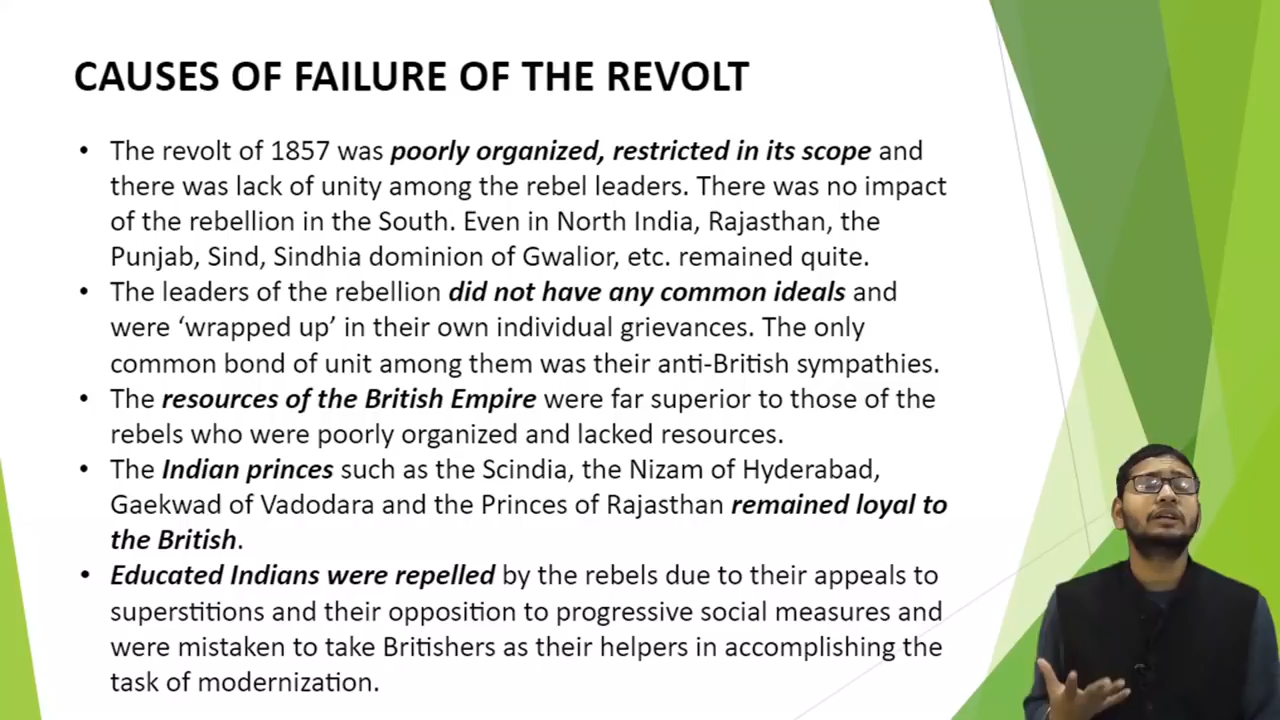 CAUSES OF FAILURE OF THE REVOLT
• The revolt of 1857 was poorly organized, restricted in its scope and
there was lack of unity among the rebel leaders. There was no impact
of the rebellion in the South. Even in North India, Rajasthan, the
Punjab, Sind, Sindhia dominion of Gwalior, etc. remained quite.
• The leaders of the rebellion did not have any common ideals and
were ‘wrapped up’ in their own individual grievances. The only
common bond of unit among them was their anti-British sympathies.
• The resources of the British Empire were far superior to those of the
rebels who were poorly organized and lacked resources.
• The Indian princes such as the Scindia, the Nizam of Hyderabad,
Gaekwad of Vadodara and the Princes of Rajasthan remained loyal to
the British.
• Educated Indians were repelled by the rebels due to their appeals to
superstitions and their opposition to progressive social measures and
were mistaken to take Britishers as their helpers in accomplishing the
task of modernization.